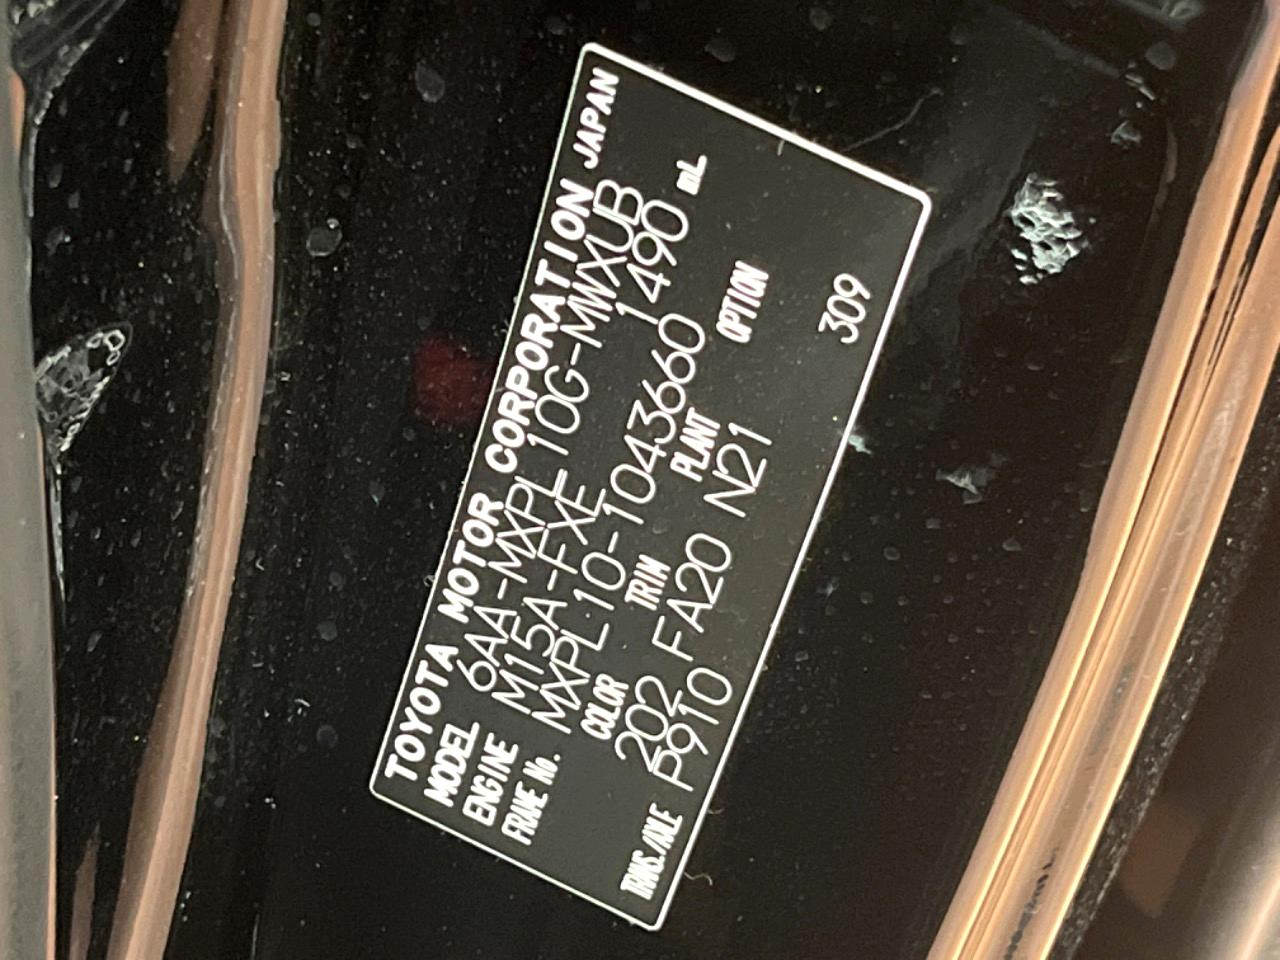 TOYOTA MOTOR CORPORATION JAPAN
MODEL 6AA-MXPL10G-MWXUB
ENGINE M15A-FXE 1490 mL
FRAME No. MXPL10-1043660
COLOR TRIM PLANT OPTION
202 FA20 N21
TRANS./AXLE P910 309